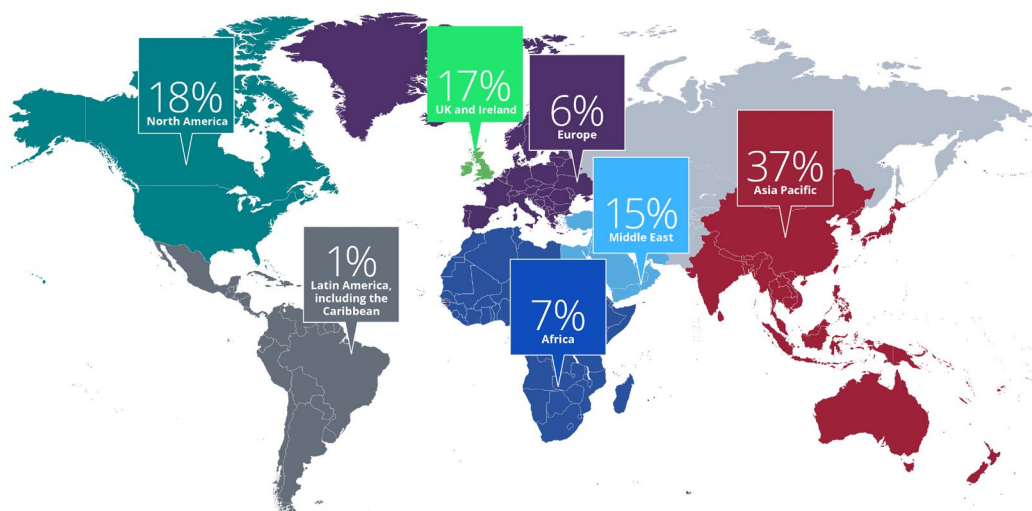 18%
North America
17%
UK and Ireland
6%
Europe
37%
Asia Pacific
15%
Middle East
1%
Latin America,
including the
Caribbean
7%
Africa